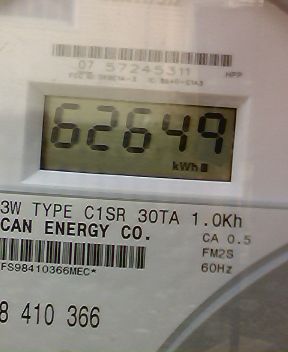 07 57245311
HPP
62649
kWh
3W TYPE C1SR 30TA 1.0Kh
CAN ENERGY CO.
CA 0.5
FM2S
60Hz
FS98410366MEC*
8 410 366